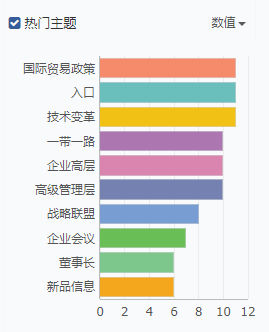 热门主题 数值
国际贸易政策
入口
技术变革
一带一路
企业高层
高级管理层
战略联盟
企业会议
董事长
新品信息
0 2 4 6 8 10 12